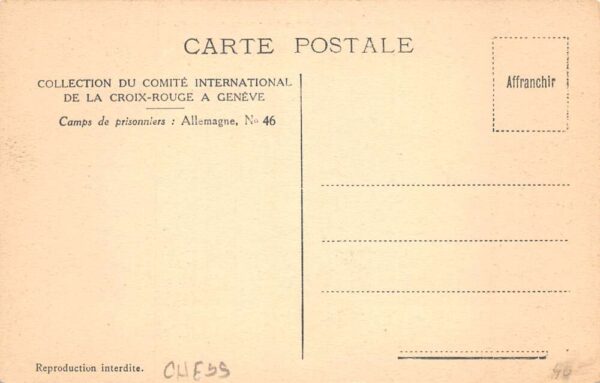 CARTE POSTALE
COLLECTION DU COMITÉ INTERNATIONAL
DE LA CROIX-ROUGE A GENÈVE
Camps de prisonniers : Allemagne, No 46
Affranchir
Reproduction interdite.
CHESS